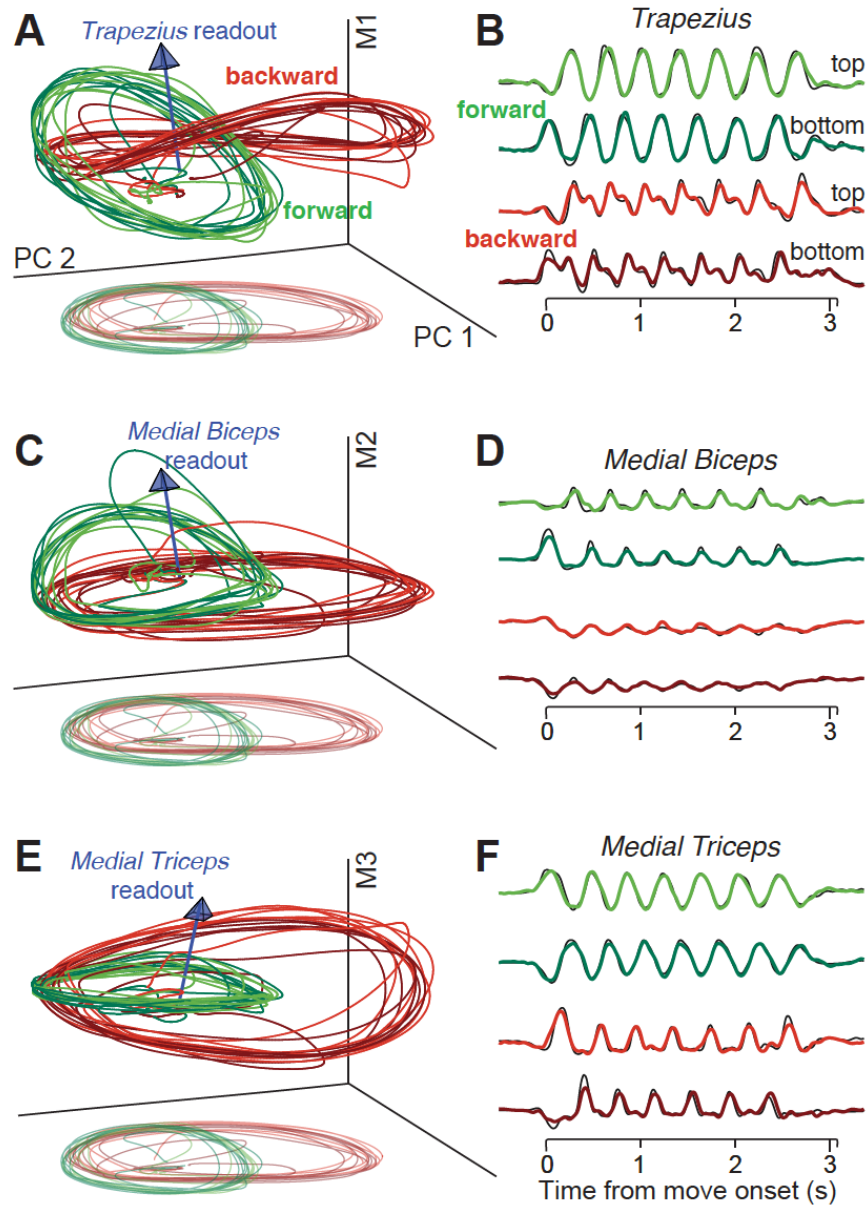 A
Trapezius readout
M1
backward
forward
PC 2
PC 1
B
Trapezius
top
forward
bottom
top
backward
bottom
0 1 2 3
C
Medial Biceps
readout
M2
D
Medial Biceps
0 1 2 3
E
Medial Triceps
readout
M3
F
Medial Triceps
0 1 2 3
Time from move onset (s)